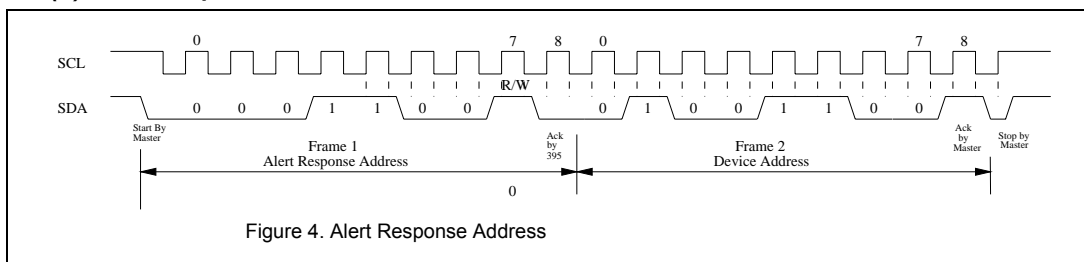 0 7 8 0 7 8
SCL
R/W
SDA 0 0 0 1 1 0 0 0 1 0 0 1 1 0 0
Start By
Master
Ack
by
395
Ack
by
Master
Stop by
Master
Frame 1
Alert Response Address
Frame 2
Device Address
0
Figure 4. Alert Response Address